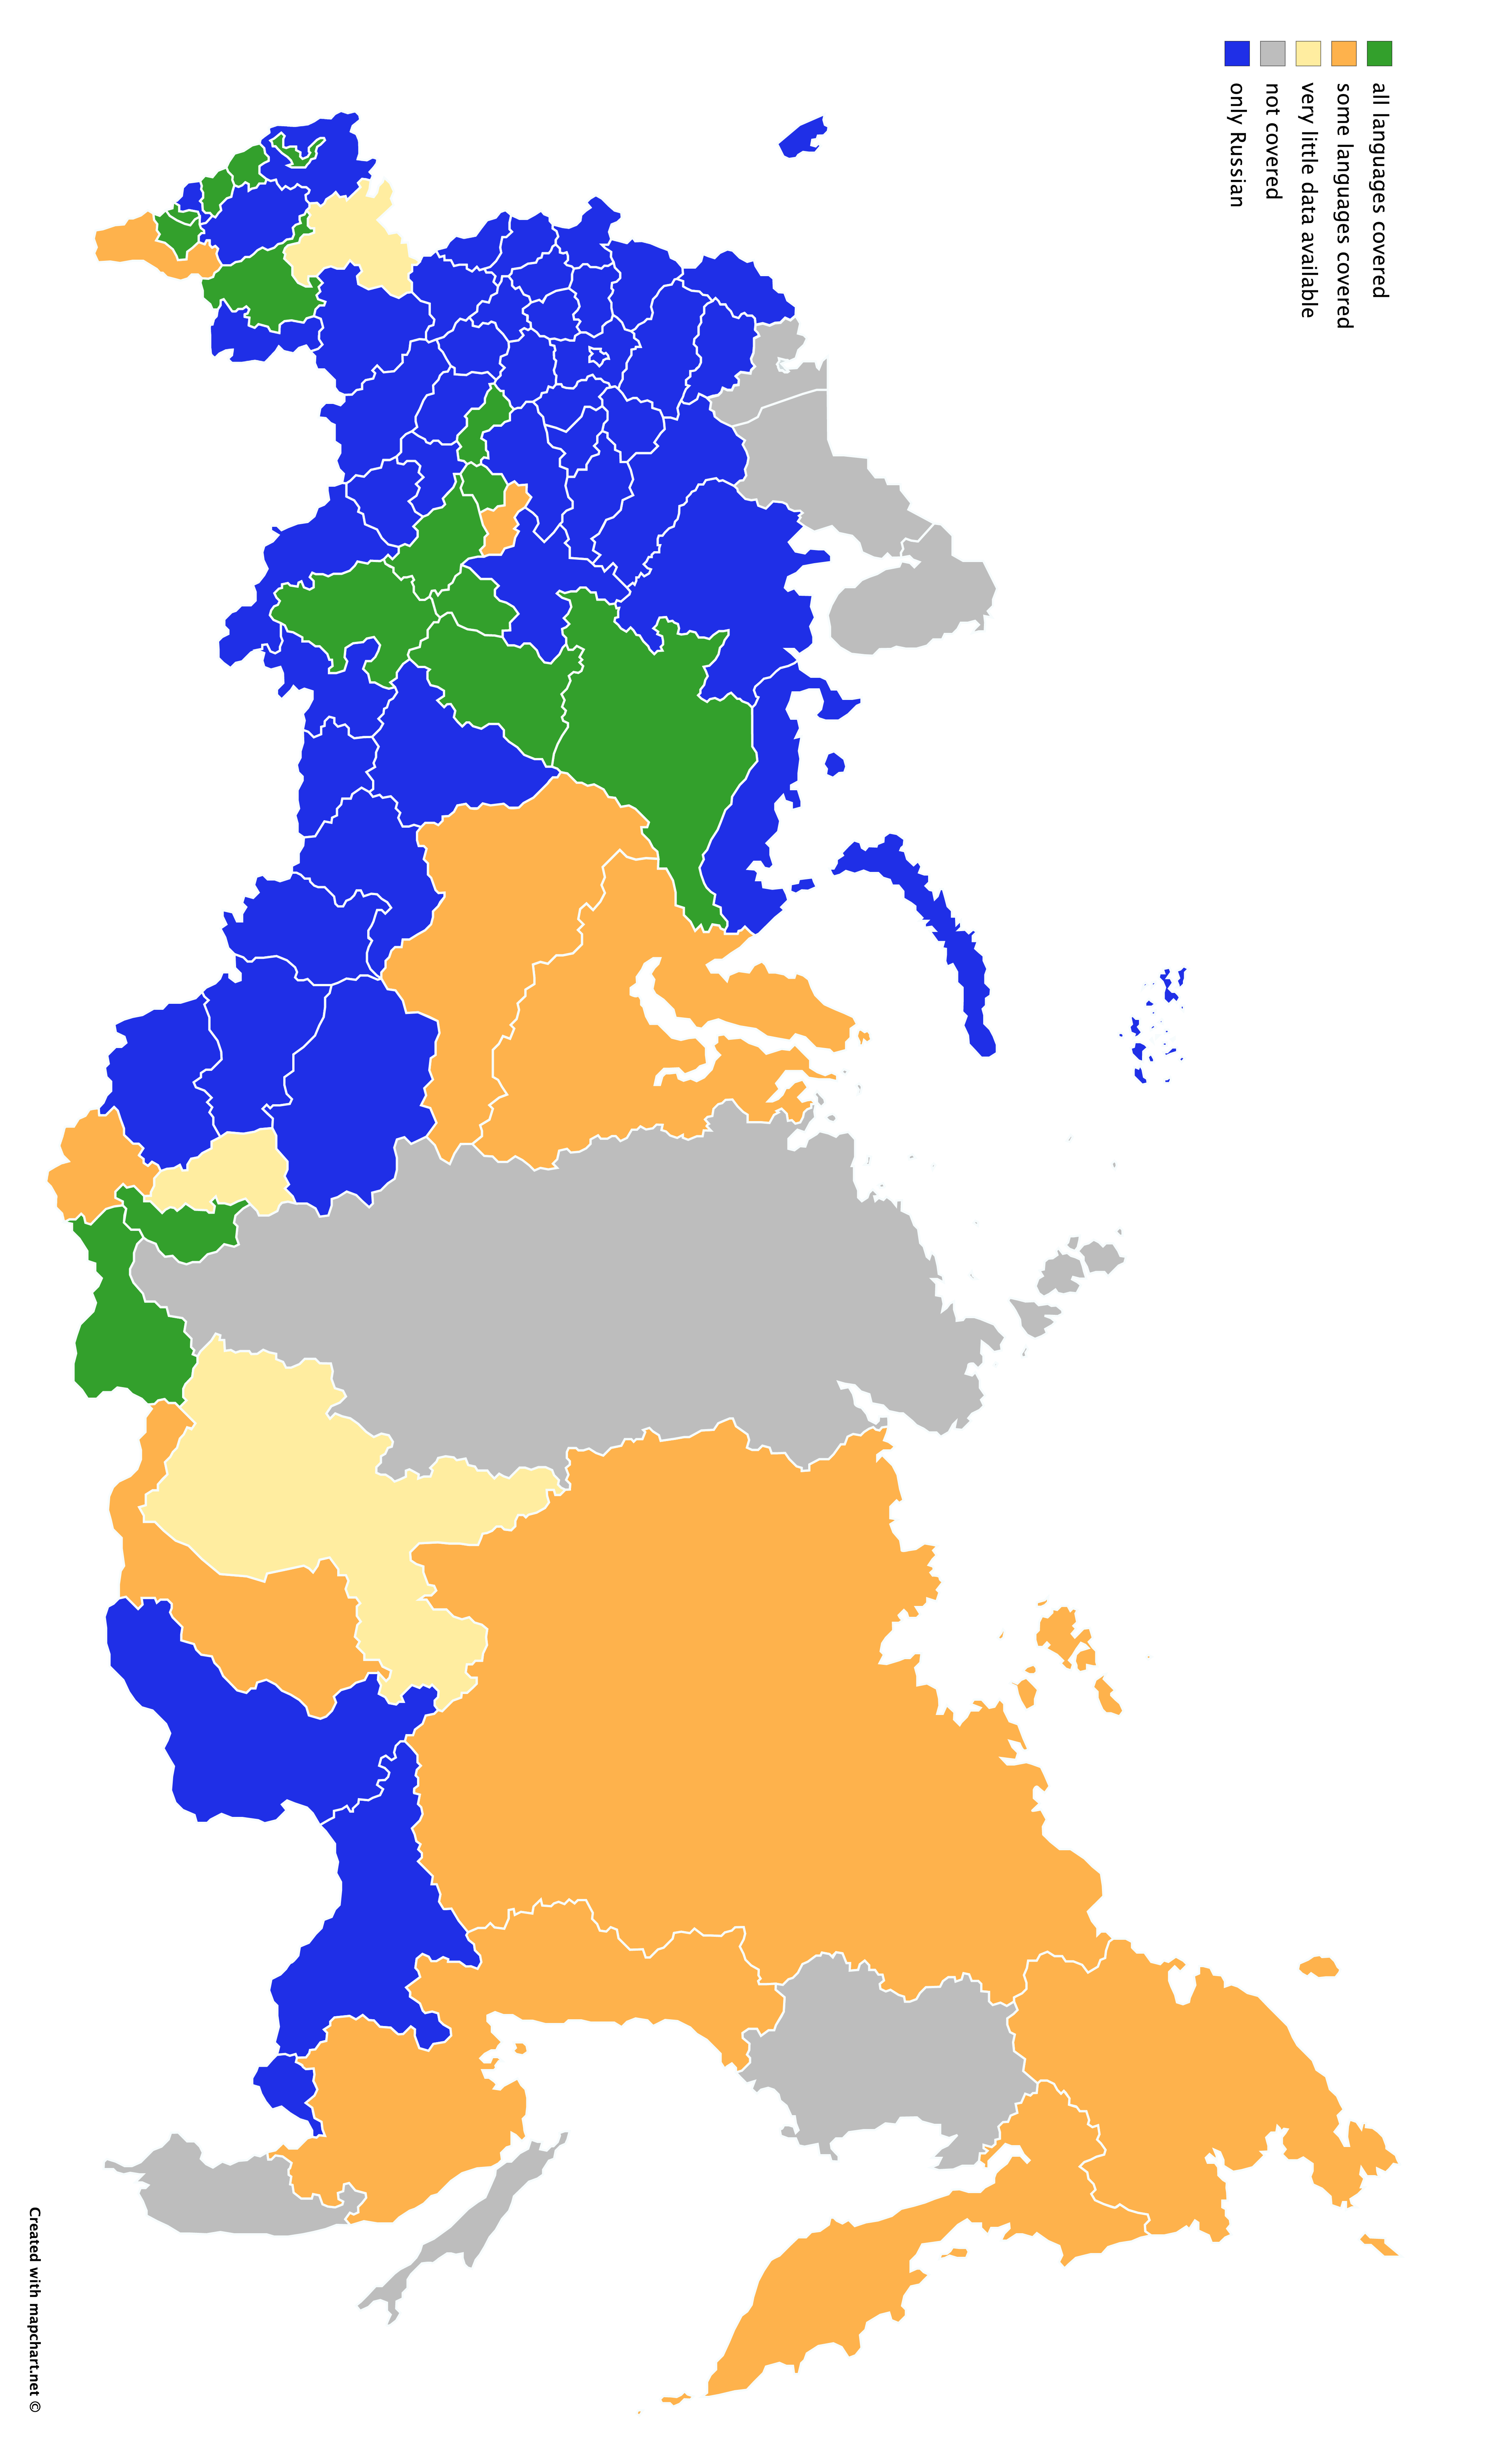 all languages covered
some languages covered
very little data available
not covered
only Russian
Created with mapchart.net ©